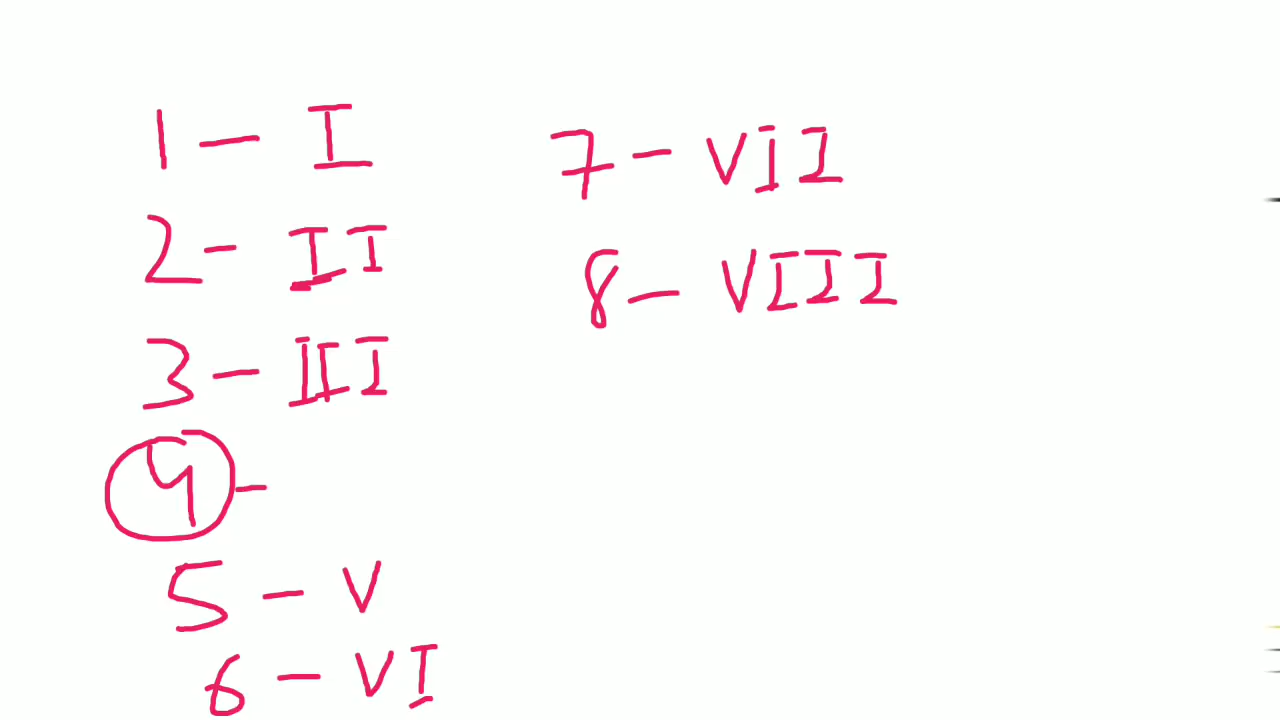 1 – I
2 – II
3 – III
4 –
5 – V
6 – VI
7 – VII
8 – VIII